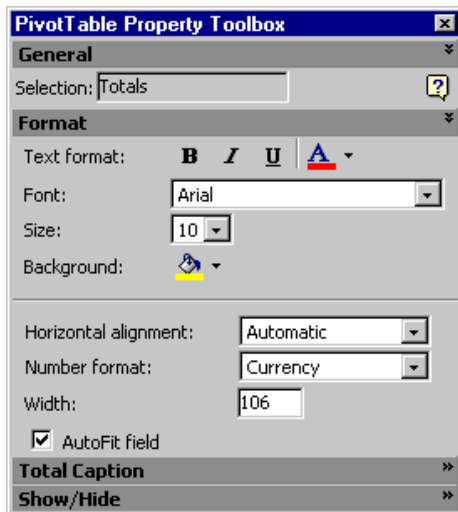 PivotTable Property Toolbox
General
Selection: Totals
Format
Text format: B I U A
Font: Arial
Size: 10
Background:
Horizontal alignment: Automatic
Number format: Currency
Width: 106
AutoFit field
Total Caption
Show/Hide